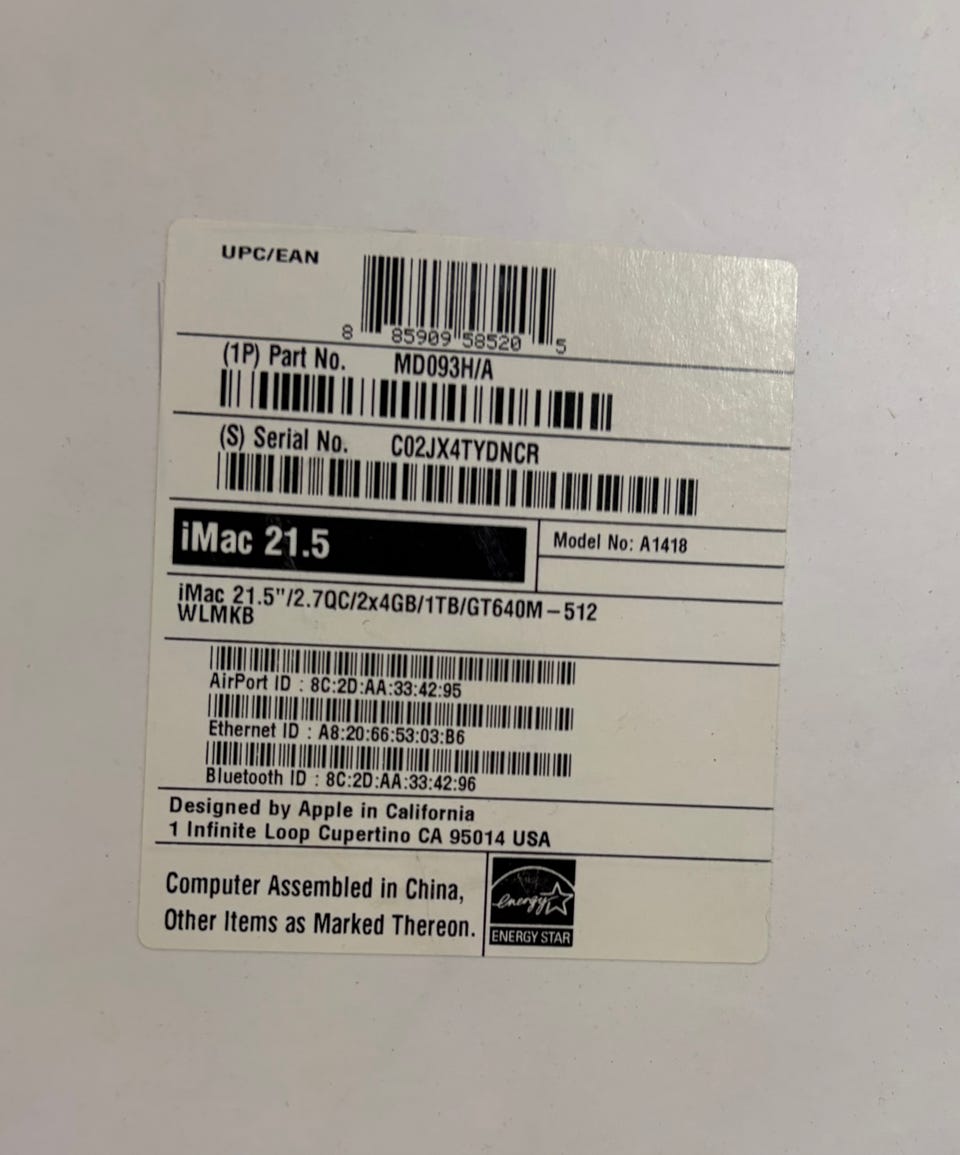 UPC/EAN
8 85909 58520 5
(1P) Part No. MD093H/A
(S) Serial No. C02JX4TYDNCR
iMac 21.5
Model No: A1418
iMac 21.5"/2.7QC/2x4GB/1TB/GT640M-512
WLMKB
AirPort ID : 8C:2D:AA:33:42:95
Ethernet ID : A8:20:66:53:03:B6
Bluetooth ID : 8C:2D:AA:33:42:96
Designed by Apple in California
1 Infinite Loop Cupertino CA 95014 USA
Computer Assembled in China,
Other Items as Marked Thereon.
energy
ENERGY STAR